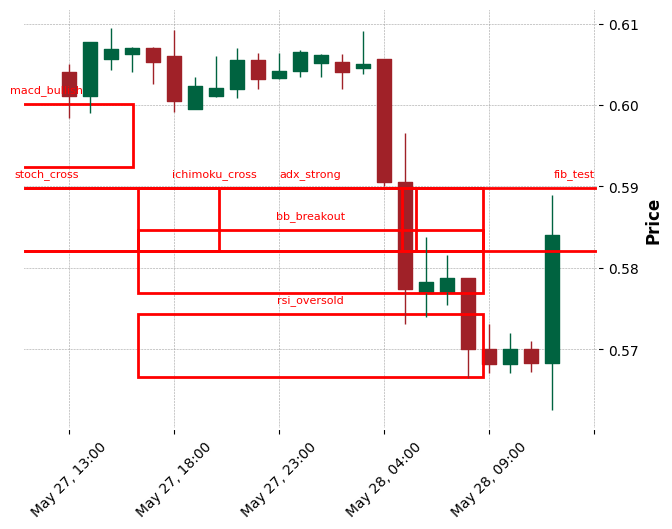 0.61
macd_bullish
0.60
stoch_cross
ichimoku_cross
adx_strong
fib_test
0.59
bb_breakout
Price
0.58
rsi_oversold
0.57
May 27, 13:00
May 27, 18:00
May 27, 23:00
May 28, 04:00
May 28, 09:00